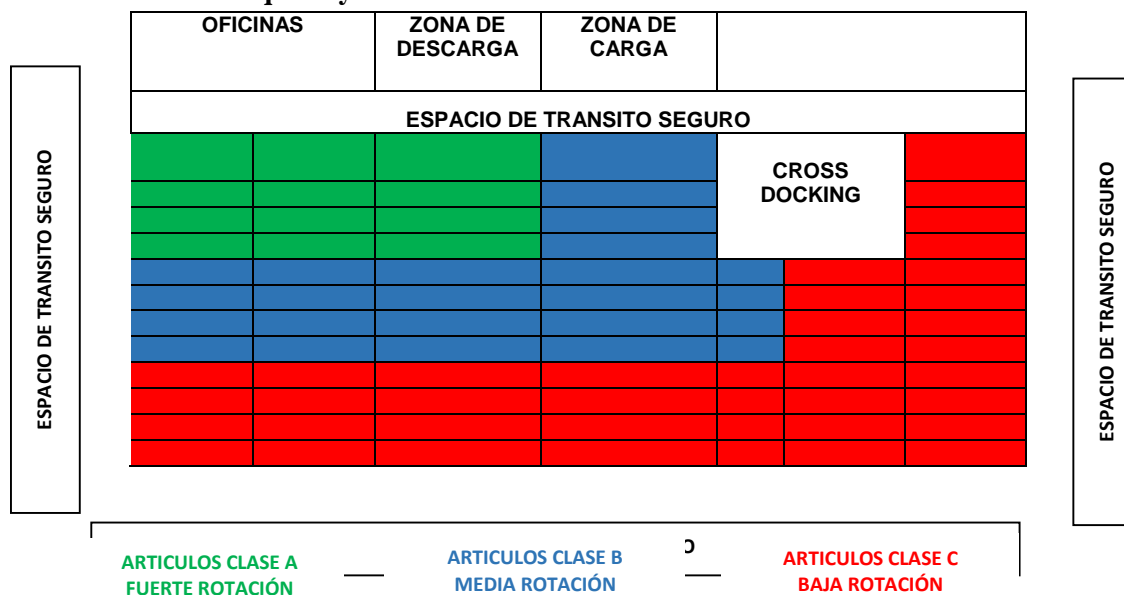 OFICINAS
ZONA DE
DESCARGA
ZONA DE
CARGA
ESPACIO DE TRANSITO SEGURO
CROSS
DOCKING
ESPACIO DE TRANSITO SEGURO
ESPACIO DE TRANSITO SEGURO
ARTICULOS CLASE A
FUERTE ROTACIÓN
ARTICULOS CLASE B
MEDIA ROTACIÓN
ARTICULOS CLASE C
BAJA ROTACIÓN